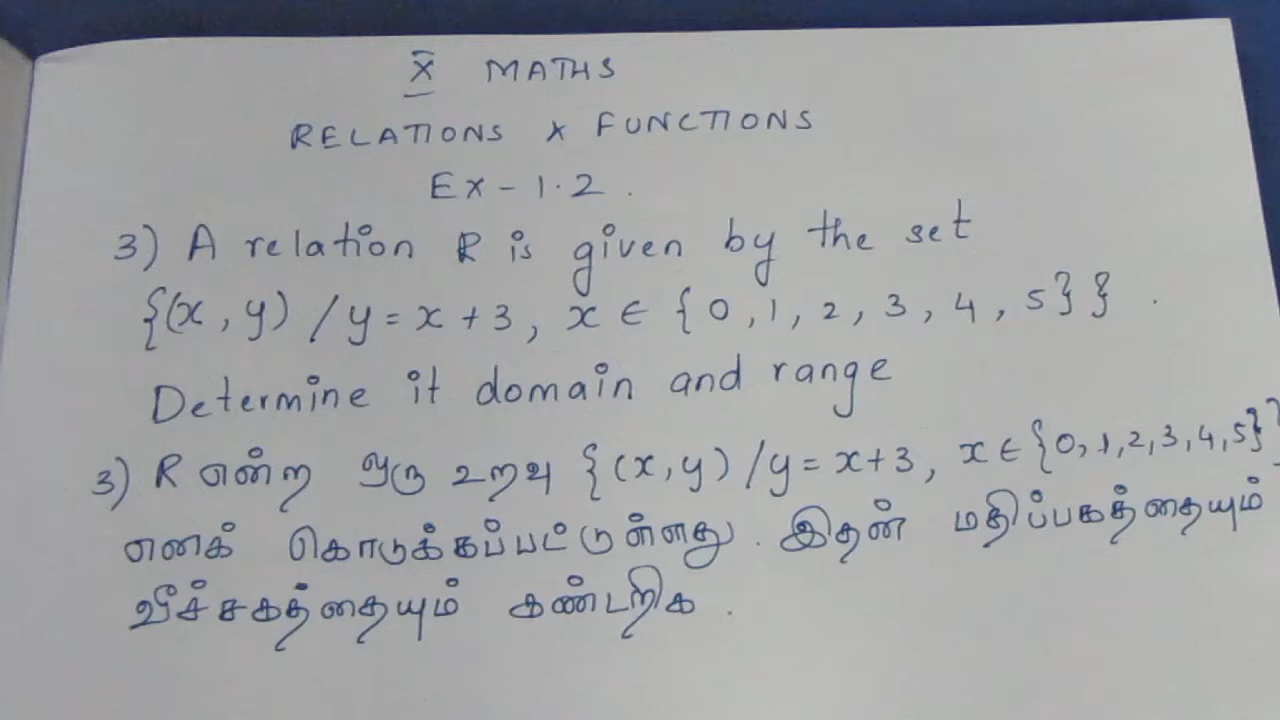 X MATHS
RELATIONS & FUNCTIONS
Ex - 1.2.
3) A relation R is given by the set
{(x, y) / y = x + 3, x ∈ {0, 1, 2, 3, 4, 5}}.
Determine it domain and range
3) R என்ற ஒரு உறவு {(x, y) / y = x+3, x ∈ {0, 1, 2, 3, 4, 5}}
எனக் கொடுக்கப்பட்டுள்ளது. இதன் மதிப்பகத்தையும்
வீச்சகத்தையும் கண்டறிக.